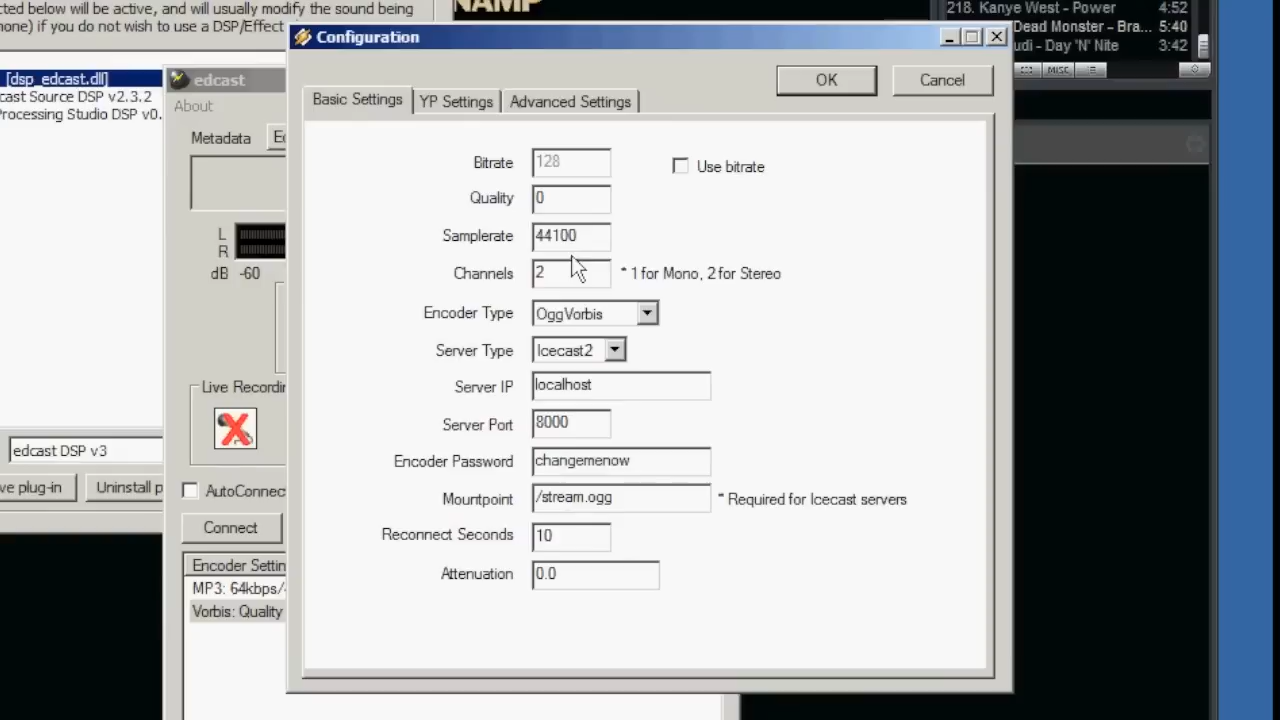 cted below will be active, and will usually modify the sound being
one) if you do not wish to use a DSP/Effect
NAMP
218. Kanye West - Power 4:52
Dead Monster - Bra... 5:40
udi - Day 'N' Nite 3:42
MISC
[dsp_edcast.dll]
cast Source DSP v2.3.2
Processing Studio DSP v0.
edcast DSP v3
ve plug-in
Uninstall p
edcast
About
Metadata
Ed
L
R
dB -60
Live Recordin
AutoConnec
Connect
Encoder Settin
MP3: 64kbps/
Vorbis: Quality
Configuration
OK
Cancel
Basic Settings
YP Settings
Advanced Settings
Bitrate 128 Use bitrate
Quality 0
Samplerate 44100
Channels 2 * 1 for Mono, 2 for Stereo
Encoder Type OggVorbis
Server Type Icecast2
Server IP localhost
Server Port 8000
Encoder Password changemenow
Mountpoint /stream.ogg * Required for Icecast servers
Reconnect Seconds 10
Attenuation 0.0